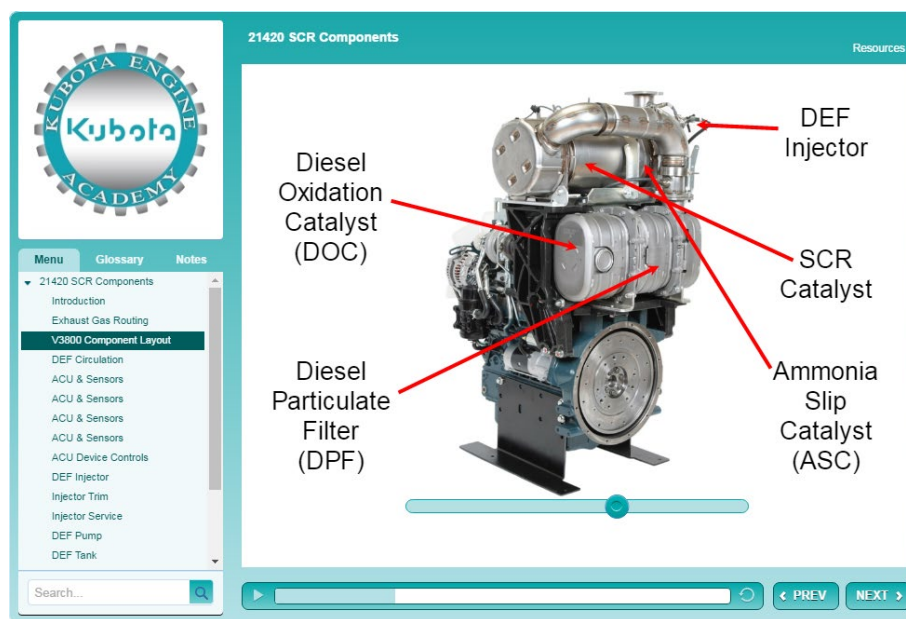 KUBOTA ENGINE
Kubota
ACADEMY
21420 SCR Components
Resources
Menu
Glossary
Notes
21420 SCR Components
Introduction
Exhaust Gas Routing
V3800 Component Layout
DEF Circulation
ACU & Sensors
ACU & Sensors
ACU & Sensors
ACU & Sensors
ACU Device Controls
DEF Injector
Injector Trim
Injector Service
DEF Pump
DEF Tank
Search...
Diesel
Oxidation
Catalyst
(DOC)
DEF
Injector
SCR
Catalyst
Diesel
Particulate
Filter
(DPF)
Ammonia
Slip
Catalyst
(ASC)
PREV
NEXT